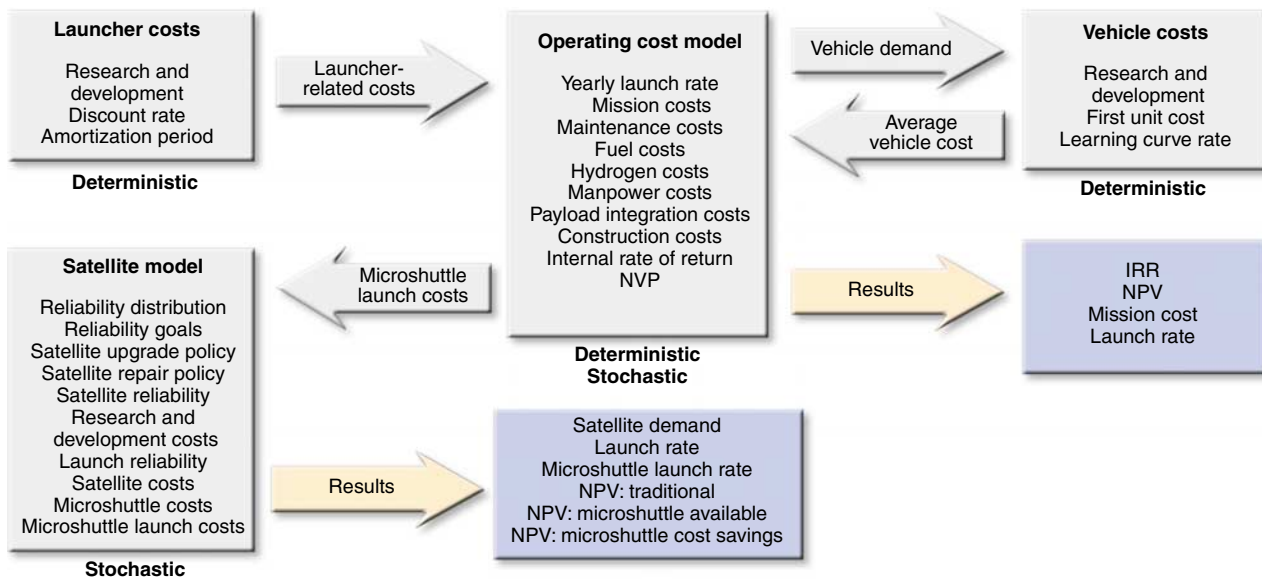 Launcher costs
Research and
development
Discount rate
Amortization period
Deterministic
Launcher-
related costs
Operating cost model
Yearly launch rate
Mission costs
Maintenance costs
Fuel costs
Hydrogen costs
Manpower costs
Payload integration costs
Construction costs
Internal rate of return
NVP
Deterministic
Stochastic
Vehicle demand
Average
vehicle cost
Vehicle costs
Research and
development
First unit cost
Learning curve rate
Deterministic
Satellite model
Reliability distribution
Reliability goals
Satellite upgrade policy
Satellite repair policy
Satellite reliability
Research and
development costs
Launch reliability
Satellite costs
Microshuttle costs
Microshuttle launch costs
Stochastic
Microshuttle
launch costs
Results
IRR
NPV
Mission cost
Launch rate
Results
Satellite demand
Launch rate
Microshuttle launch rate
NPV: traditional
NPV: microshuttle available
NPV: microshuttle cost savings